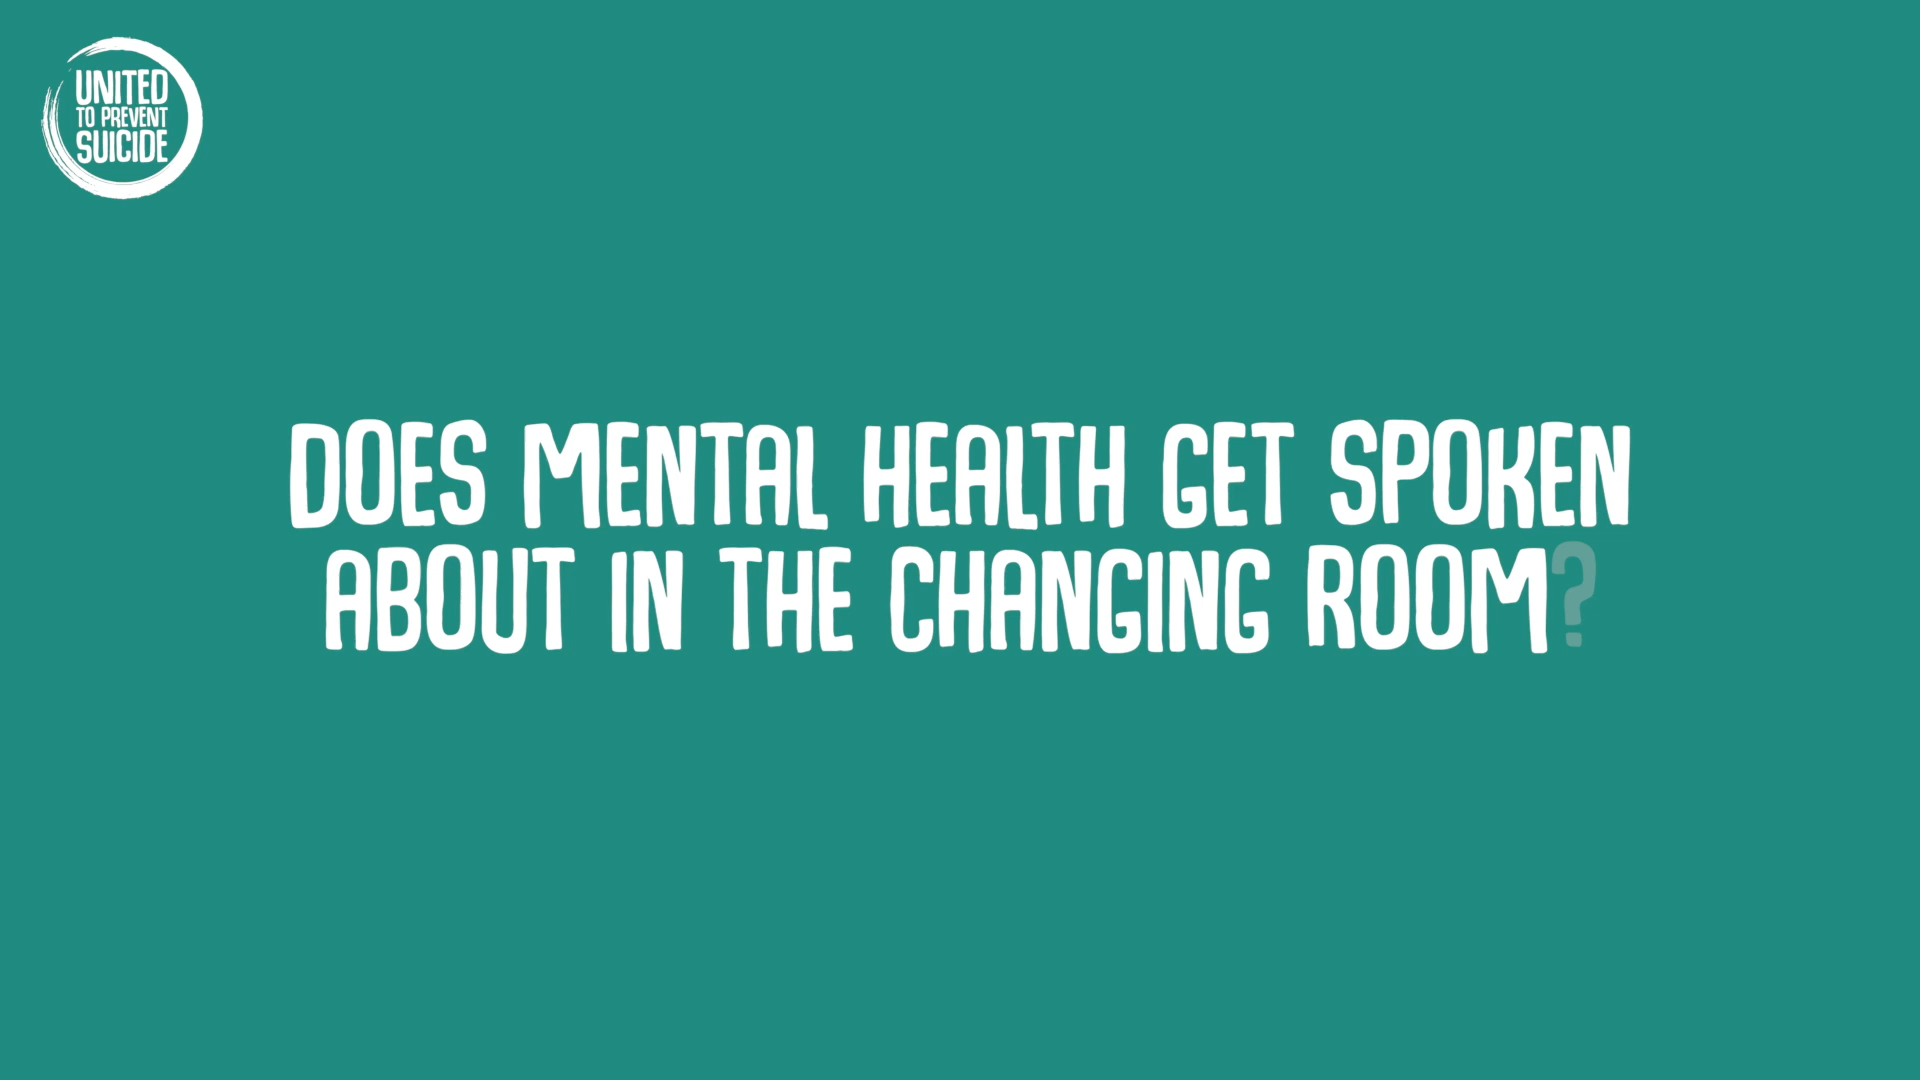 UNITED
TO PREVENT
SUICIDE
DOES MENTAL HEALTH GET SPOKEN
ABOUT IN THE CHANGING ROOM?